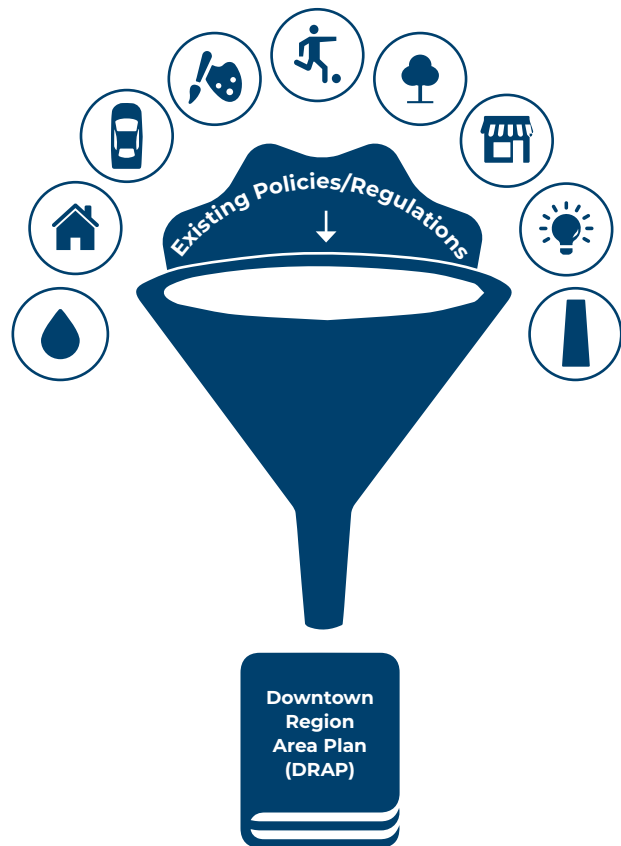 Existing Policies/Regulations
Downtown
Region
Area Plan
(DRAP)